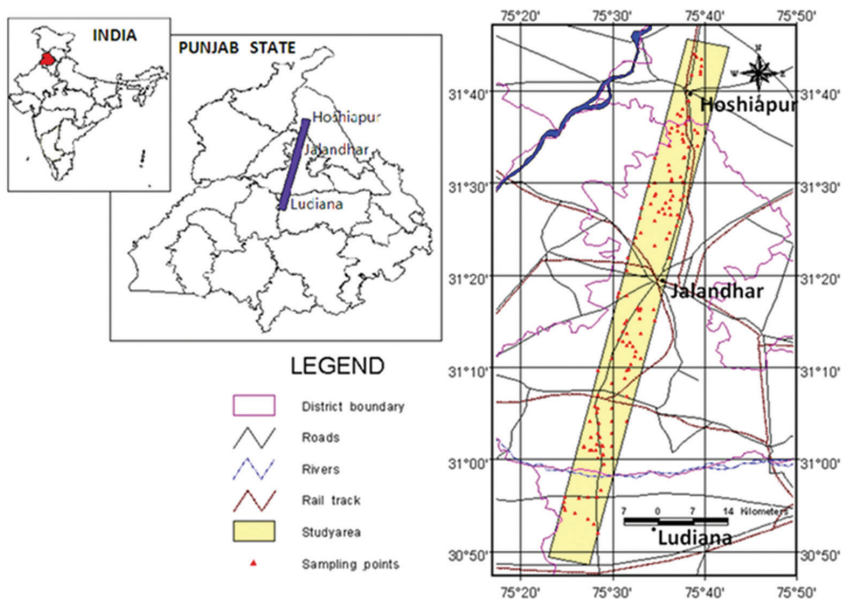 INDIA
PUNJAB STATE
Hoshiapur
Jalandhar
Ludiana
LEGEND
District boundary
Roads
Rivers
Rail track
Studyarea
Sampling points
75°20' 75°30' 75°40' 75°50'
31°40'
31°30'
31°20'
31°10'
31°00'
30°50'
N
W E
S
Hoshiapur
Jalandhar
7 0 7 14 Kilometers
Ludiana
31°40'
31°30'
31°20'
31°10'
31°00'
30°50'
75°20' 75°30' 75°40' 75°50'